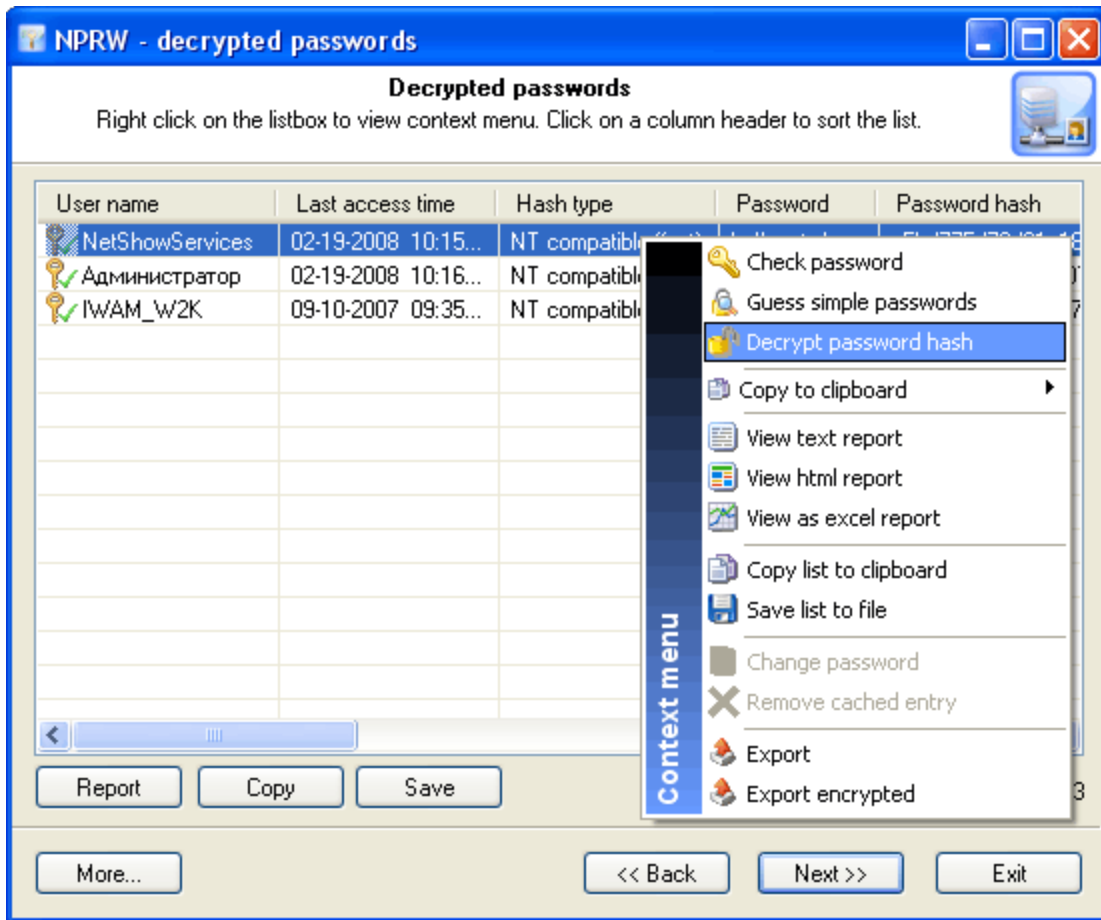 NPRW - decrypted passwords
Decrypted passwords
Right click on the listbox to view context menu. Click on a column header to sort the list.
User name Last access time Hash type Password Password hash
NetShowServices 02-19-2008 10:15... NT compatible
Администратор 02-19-2008 10:16... NT compatible
IWAM_W2K 09-10-2007 09:35... NT compatible
Context menu
Check password
Guess simple passwords
Decrypt password hash
Copy to clipboard
View text report
View html report
View as excel report
Copy list to clipboard
Save list to file
Change password
Remove cached entry
Export
Export encrypted
Report Copy Save 3
More... << Back Next >> Exit